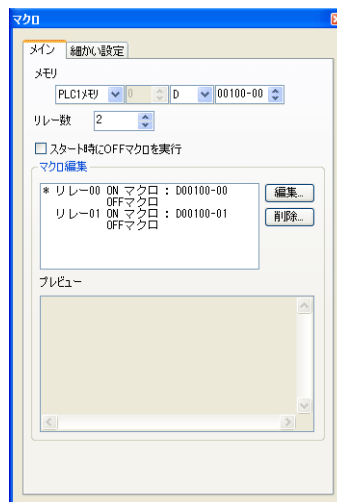 マクロ
メイン 細かい設定
メモリ
PLC1メモリ 0 D 00100-00
リレー数 2
スタート時にOFFマクロを実行
マクロ編集
* リレー00 ON マクロ : D00100-00
OFFマクロ
リレー01 ON マクロ : D00100-01
OFFマクロ
編集...
削除...
プレビュー